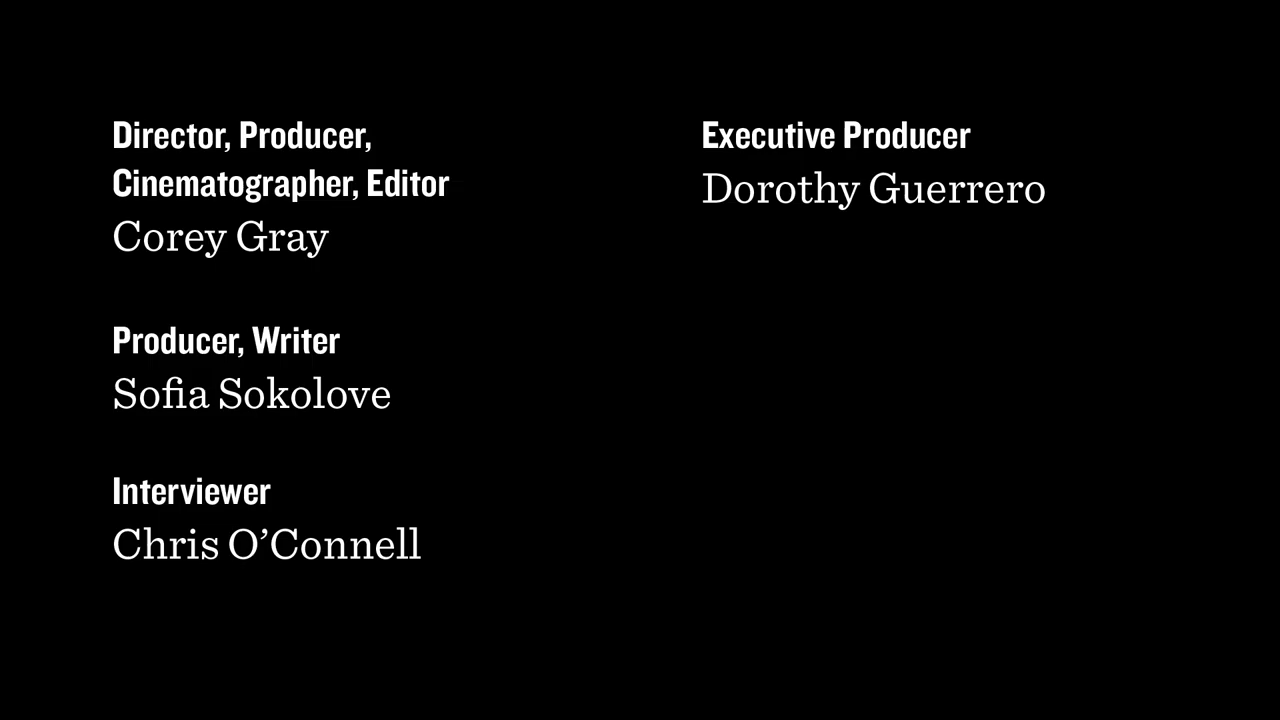 Director, Producer,
Cinematographer, Editor
Corey Gray
Producer, Writer
Sofia Sokolove
Interviewer
Chris O’Connell
Executive Producer
Dorothy Guerrero